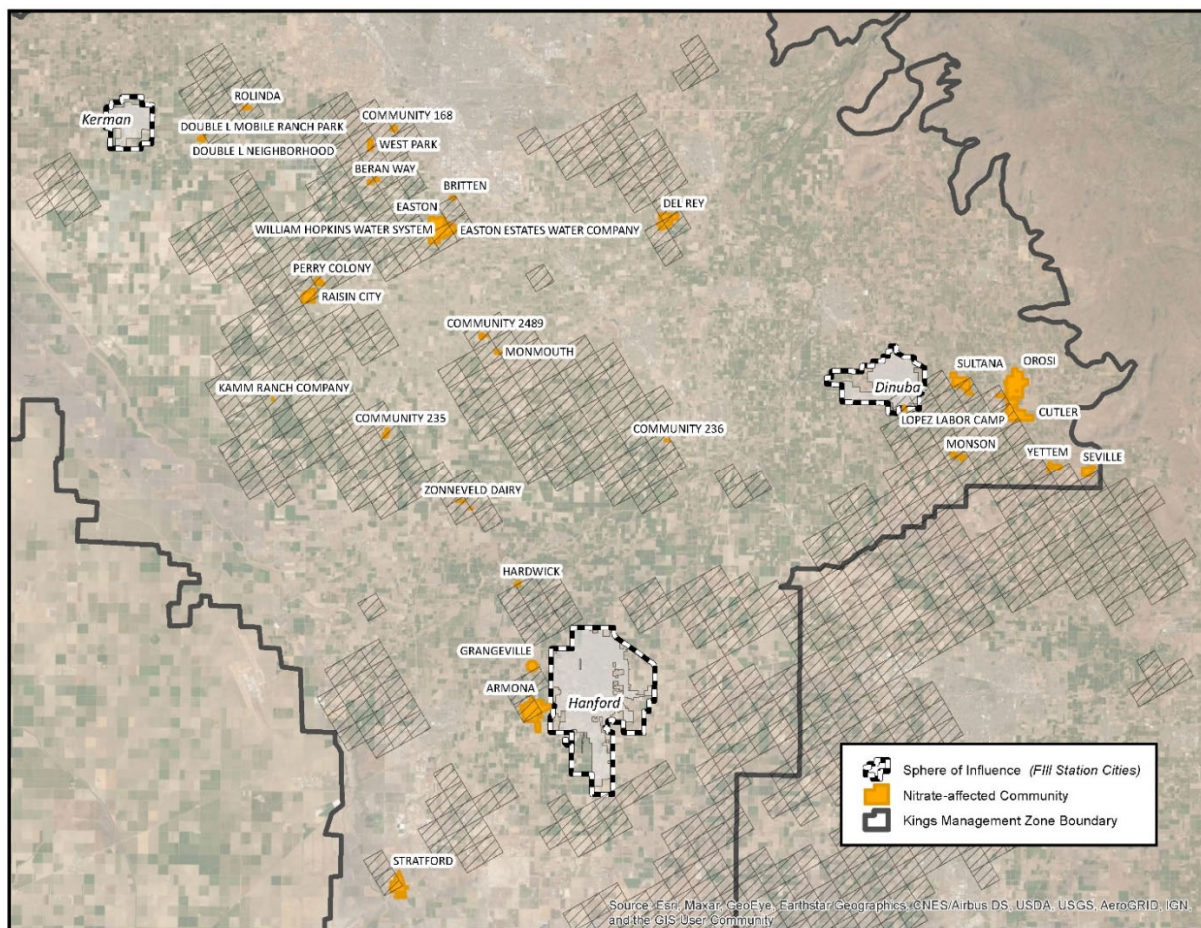 ROLINDA
Kerman
COMMUNITY 168
DOUBLE L MOBILE RANCH PARK
WEST PARK
DOUBLE L NEIGHBORHOOD
BERAN WAY
BRITTEN
EASTON
DEL REY
WILLIAM HOPKINS WATER SYSTEM
EASTON ESTATES WATER COMPANY
PERRY COLONY
RAISIN CITY
COMMUNITY 2489
MONMOUTH
SULTANA
OROSI
KAMM RANCH COMPANY
Dinuba
LOPEZ LABOR CAMP
CUTLER
COMMUNITY 235
COMMUNITY 236
MONSON
YETTEM
SEVILLE
ZONNEVELD DAIRY
HARDWICK
GRANGEVILLE
ARMONA
Hanford
Sphere of Influence (Fill Station Cities)
Nitrate-affected Community
Kings Management Zone Boundary
STRATFORD
Source: Esri, Maxar, GeoEye, Earthstar Geographics, CNES/Airbus DS, USDA, USGS, AeroGRID, IGN,
and the GIS User Community